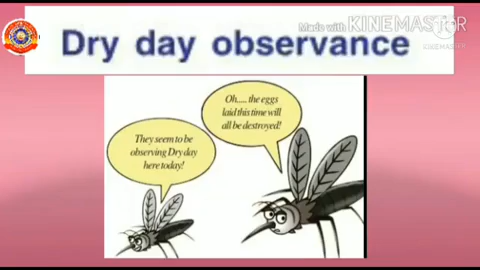 Made with KINEMASTER
KINEMASTER
Dry day observance
Oh..... the eggs
laid this time will
all be destroyed!
They seem to be
observing Dry day
here today!